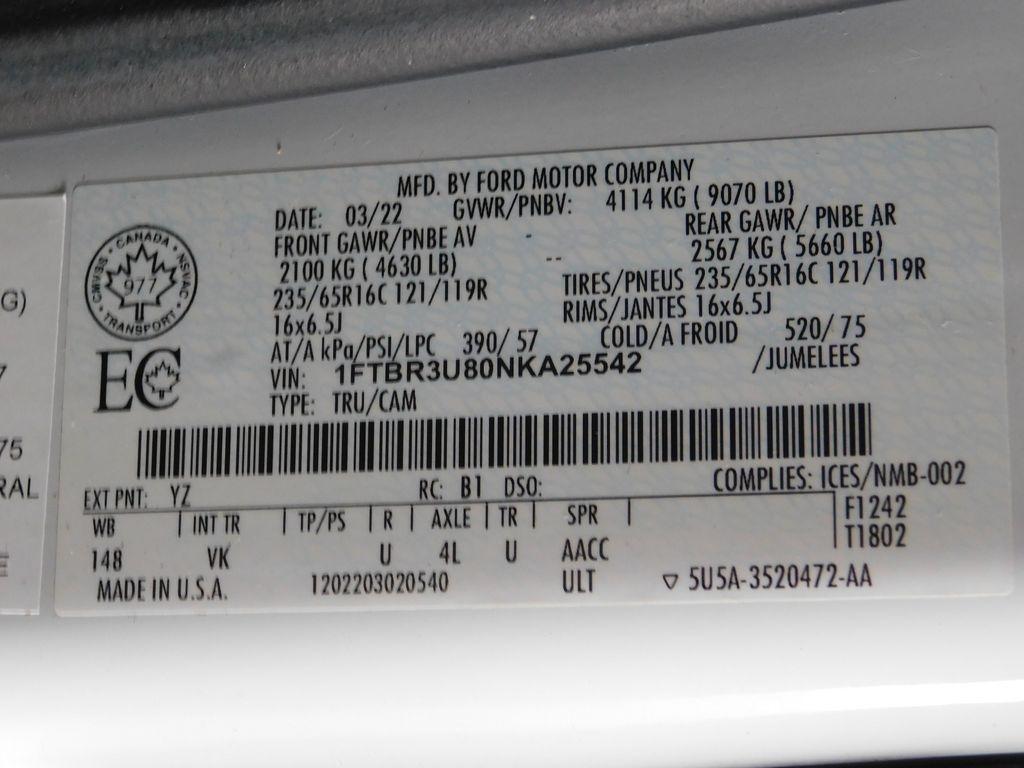 MFD. BY FORD MOTOR COMPANY
DATE: 03/22 GVWR/PNBV: 4114 KG ( 9070 LB)
FRONT GAWR/PNBE AV REAR GAWR/ PNBE AR
2100 KG ( 4630 LB) -- 2567 KG ( 5660 LB)
235/65R16C 121/119R TIRES/PNEUS 235/65R16C 121/119R
16x6.5J RIMS/JANTES 16x6.5J
AT/A kPa/PSI/LPC 390/ 57 COLD/A FROID 520/ 75
VIN: 1FTBR3U80NKA25542 /JUMELEES
TYPE: TRU/CAM
CANADA
977
TRANSPORT
EC
EXT PNT: YZ RC: B1 DSO: COMPLIES: ICES/NMB-002
WB INT TR TP/PS R AXLE TR SPR F1242
148 VK U 4L U AACC T1802
MADE IN U.S.A. 1202203020540 ULT 5U5A-3520472-AA
G)
7
75
RAL